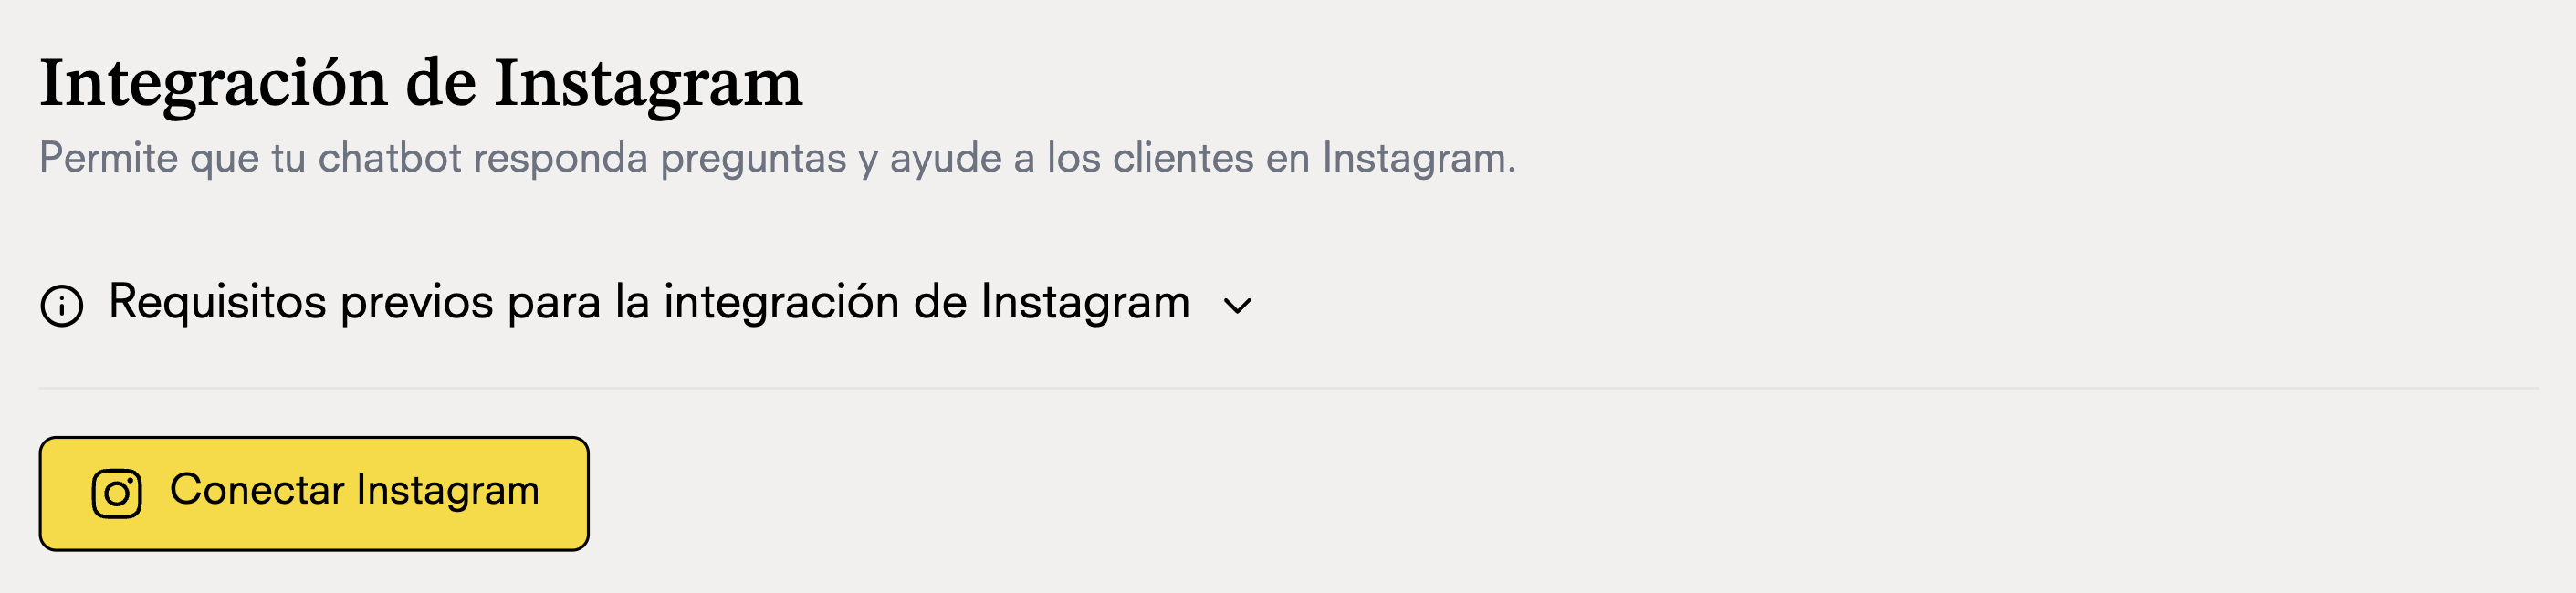 Integración de Instagram
Permite que tu chatbot responda preguntas y ayude a los clientes en Instagram.
Requisitos previos para la integración de Instagram
Conectar Instagram